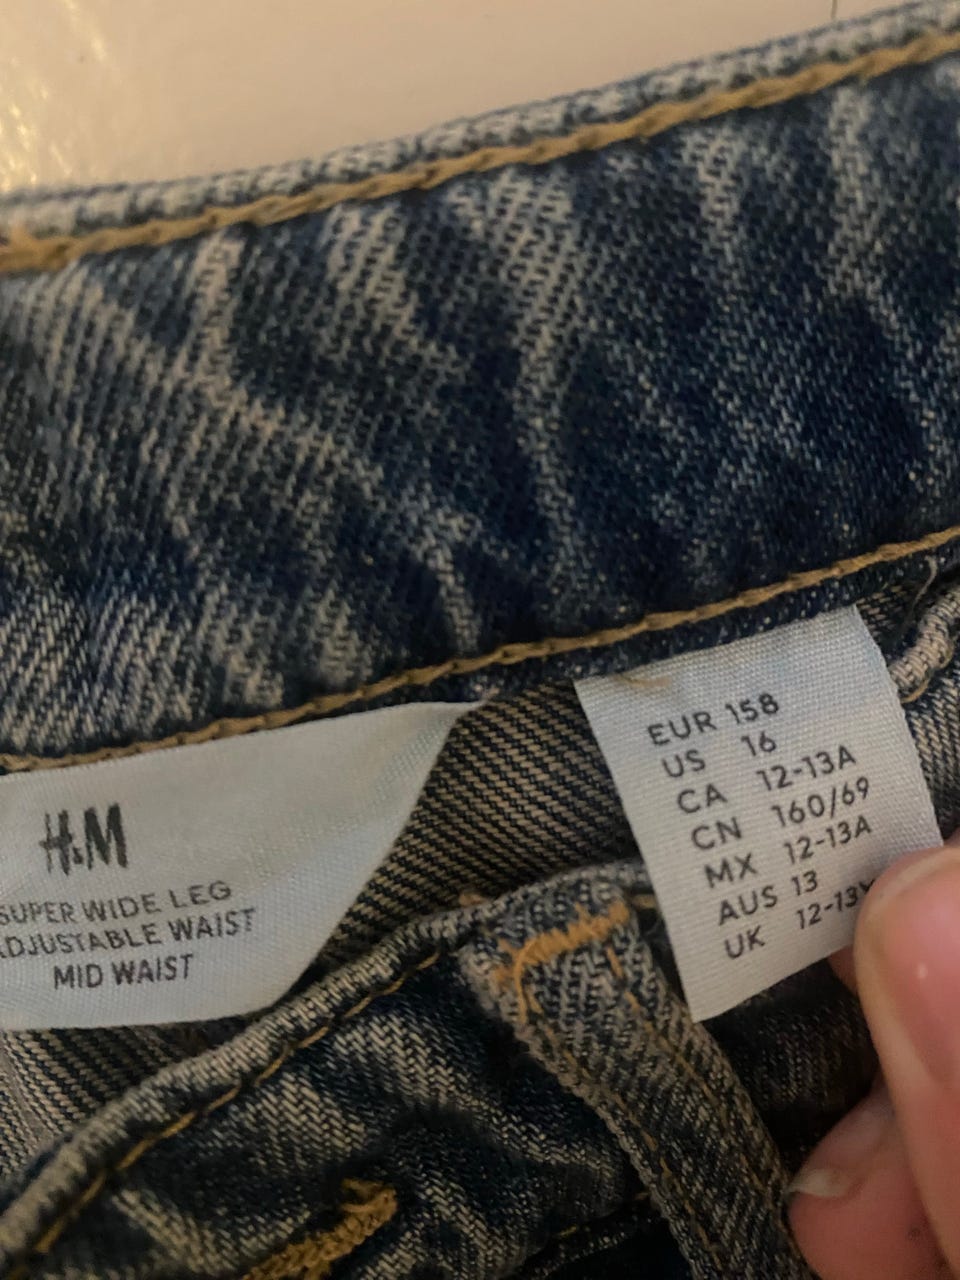 H&M
SUPER WIDE LEG
ADJUSTABLE WAIST
MID WAIST
EUR 158
US 16
CA 12-13A
CN 160/69
MX 12-13A
AUS 13
UK 12-13Y